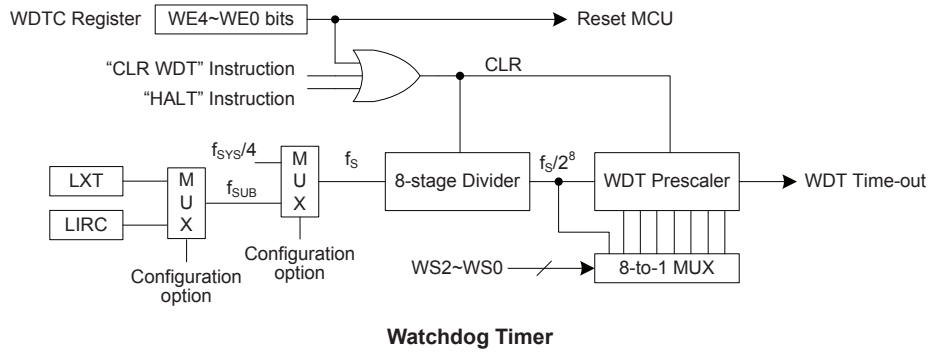 WDTC Register
WE4~WE0 bits
Reset MCU
“CLR WDT” Instruction
“HALT” Instruction
CLR
fSYS/4
fS
fS/2⁸
LXT
LIRC
M
U
X
fSUB
M
U
X
8-stage Divider
WDT Prescaler
WDT Time-out
Configuration
option
Configuration
option
WS2~WS0
8-to-1 MUX
Watchdog Timer